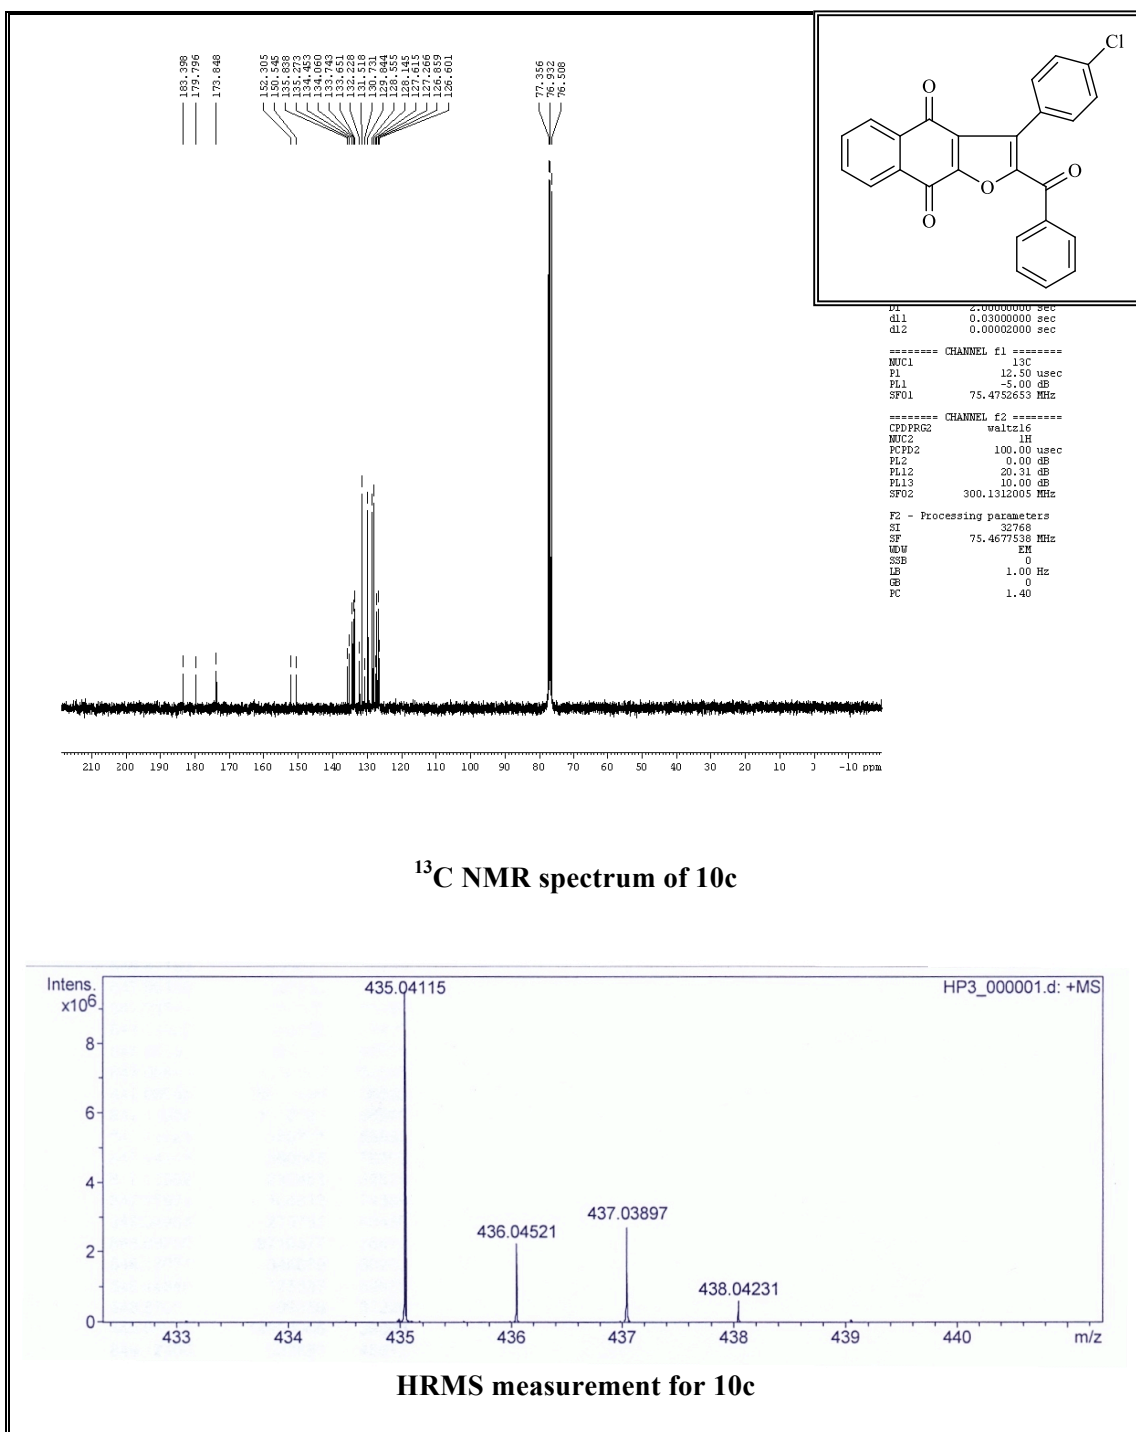 183.398
179.796
173.848
152.305
150.545
135.838
135.273
134.453
134.060
133.743
133.651
132.228
131.518
130.731
129.844
128.555
128.145
127.615
127.266
126.859
126.601
77.356
76.932
76.508
Cl
O
O
O
O
D1 2.00000000 sec
d11 0.03000000 sec
d12 0.00002000 sec
======== CHANNEL f1 ========
NUC1 13C
P1 12.50 usec
PL1 -5.00 dB
SFO1 75.4752653 MHz
======== CHANNEL f2 ========
CPDPRG2 waltz16
NUC2 1H
PCPD2 100.00 usec
PL2 0.00 dB
PL12 20.31 dB
PL13 10.00 dB
SFO2 300.1312005 MHz
F2 - Processing parameters
SI 32768
SF 75.4677538 MHz
WDW EM
SSB 0
LB 1.00 Hz
GB 0
PC 1.40
210 200 190 180 170 160 150 140 130 120 110 100 90 80 70 60 50 40 30 20 10 0 -10 ppm
13C NMR spectrum of 10c
Intens.
x106
HP3_000001.d: +MS
435.04115
436.04521
437.03897
438.04231
8
6
4
2
0
433 434 435 436 437 438 439 440 m/z
HRMS measurement for 10c